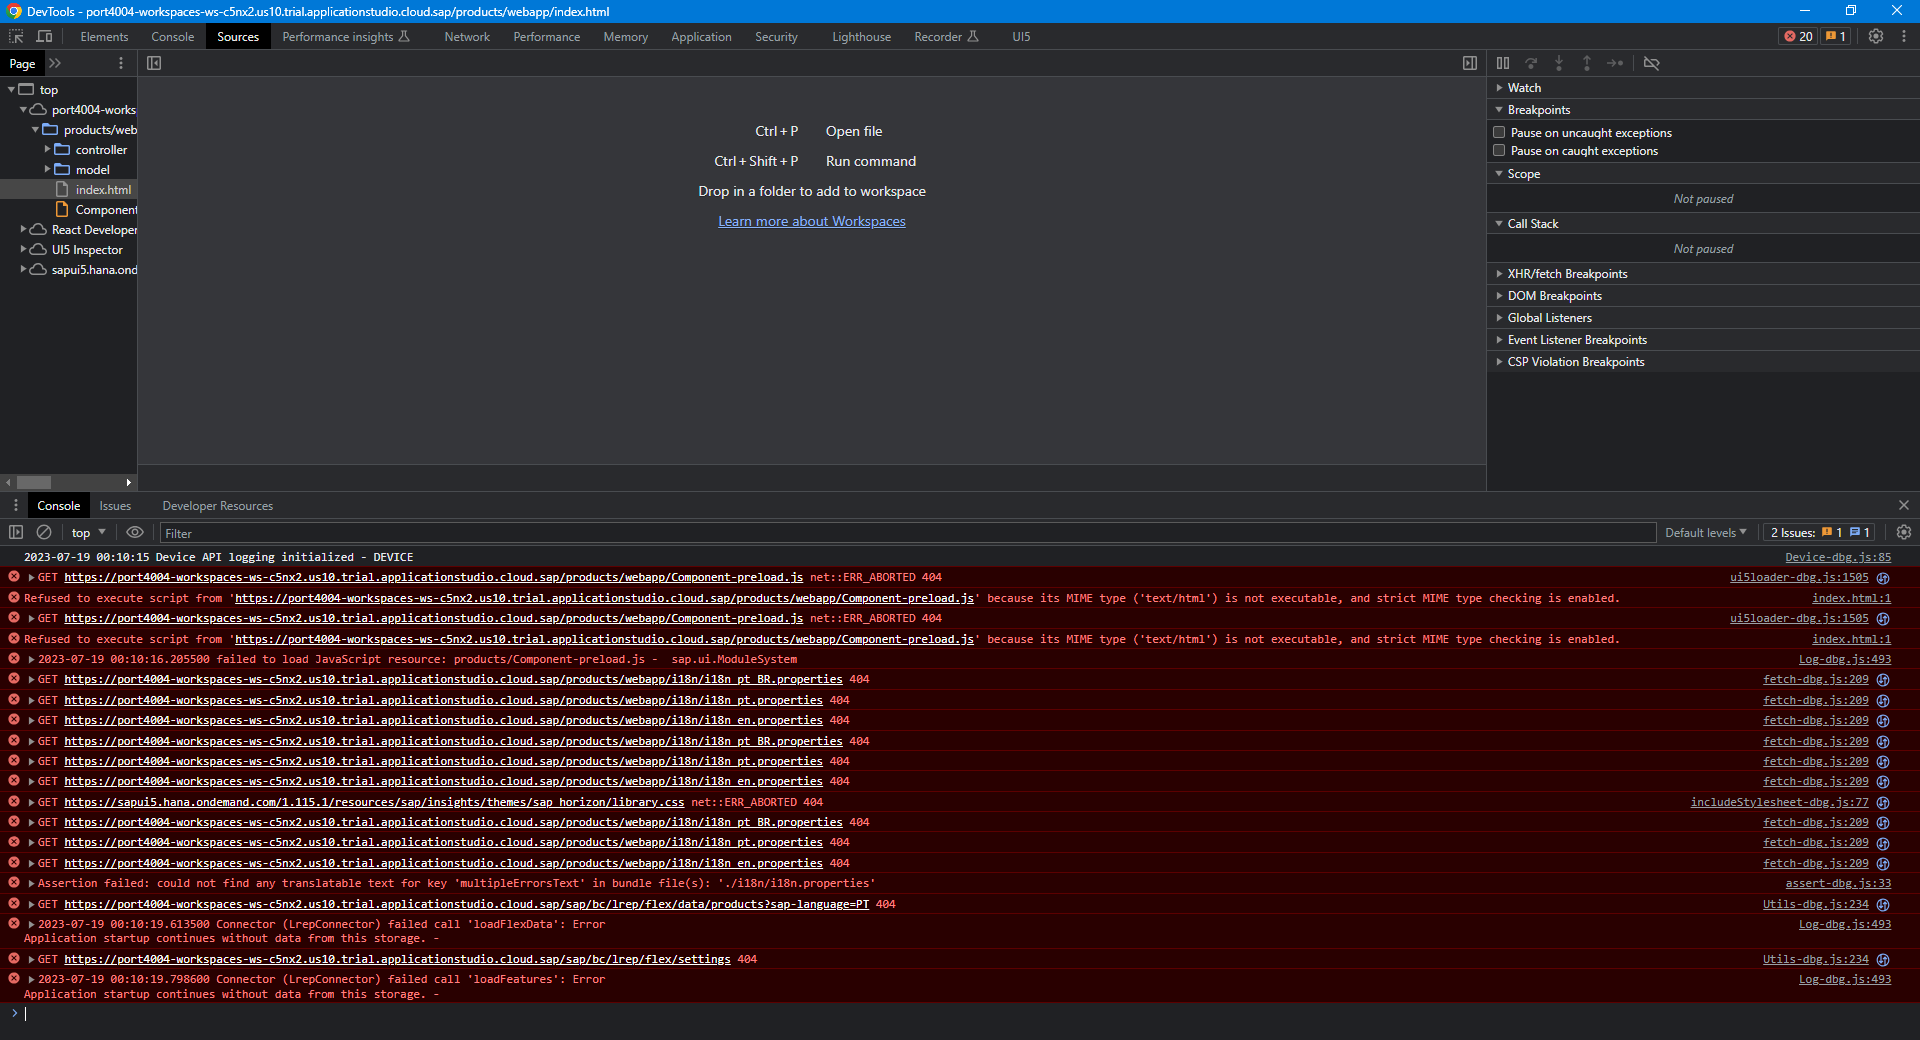 DevTools - port4004-workspaces-ws-c5nx2.us10.trial.applicationstudio.cloud.sap/products/webapp/index.html
Elements Console Sources Performance insights Network Performance Memory Application Security Lighthouse Recorder UI5 20 1
Page
top
port4004-works
products/web
controller
model
index.html
Component
React Developer
UI5 Inspector
sapui5.hana.ond
Ctrl + P Open file
Ctrl + Shift + P Run command
Drop in a folder to add to workspace
Learn more about Workspaces
Watch
Breakpoints
Pause on uncaught exceptions
Pause on caught exceptions
Scope
Not paused
Call Stack
Not paused
XHR/fetch Breakpoints
DOM Breakpoints
Global Listeners
Event Listener Breakpoints
CSP Violation Breakpoints
Console Issues Developer Resources
top Filter Default levels 2 Issues: 1 1
2023-07-19 00:10:15 Device API logging initialized - DEVICE Device-dbg.js:85
GET https://port4004-workspaces-ws-c5nx2.us10.trial.applicationstudio.cloud.sap/products/webapp/Component-preload.js net::ERR_ABORTED 404 ui5loader-dbg.js:1505
Refused to execute script from 'https://port4004-workspaces-ws-c5nx2.us10.trial.applicationstudio.cloud.sap/products/webapp/Component-preload.js' because its MIME type ('text/html') is not executable, and strict MIME type checking is enabled. index.html:1
GET https://port4004-workspaces-ws-c5nx2.us10.trial.applicationstudio.cloud.sap/products/webapp/Component-preload.js net::ERR_ABORTED 404 ui5loader-dbg.js:1505
Refused to execute script from 'https://port4004-workspaces-ws-c5nx2.us10.trial.applicationstudio.cloud.sap/products/webapp/Component-preload.js' because its MIME type ('text/html') is not executable, and strict MIME type checking is enabled. index.html:1
2023-07-19 00:10:16.205500 failed to load JavaScript resource: products/Component-preload.js - sap.ui.ModuleSystem Log-dbg.js:493
GET https://port4004-workspaces-ws-c5nx2.us10.trial.applicationstudio.cloud.sap/products/webapp/i18n/i18n_pt_BR.properties 404 fetch-dbg.js:209
GET https://port4004-workspaces-ws-c5nx2.us10.trial.applicationstudio.cloud.sap/products/webapp/i18n/i18n_pt.properties 404 fetch-dbg.js:209
GET https://port4004-workspaces-ws-c5nx2.us10.trial.applicationstudio.cloud.sap/products/webapp/i18n/i18n_en.properties 404 fetch-dbg.js:209
GET https://port4004-workspaces-ws-c5nx2.us10.trial.applicationstudio.cloud.sap/products/webapp/i18n/i18n_pt_BR.properties 404 fetch-dbg.js:209
GET https://port4004-workspaces-ws-c5nx2.us10.trial.applicationstudio.cloud.sap/products/webapp/i18n/i18n_pt.properties 404 fetch-dbg.js:209
GET https://port4004-workspaces-ws-c5nx2.us10.trial.applicationstudio.cloud.sap/products/webapp/i18n/i18n_en.properties 404 fetch-dbg.js:209
GET https://sapui5.hana.ondemand.com/1.115.1/resources/sap/insights/themes/sap_horizon/library.css net::ERR_ABORTED 404 includeStylesheet-dbg.js:77
GET https://port4004-workspaces-ws-c5nx2.us10.trial.applicationstudio.cloud.sap/products/webapp/i18n/i18n_pt_BR.properties 404 fetch-dbg.js:209
GET https://port4004-workspaces-ws-c5nx2.us10.trial.applicationstudio.cloud.sap/products/webapp/i18n/i18n_pt.properties 404 fetch-dbg.js:209
GET https://port4004-workspaces-ws-c5nx2.us10.trial.applicationstudio.cloud.sap/products/webapp/i18n/i18n_en.properties 404 fetch-dbg.js:209
Assertion failed: could not find any translatable text for key 'multipleErrorsText' in bundle file(s): './i18n/i18n.properties' assert-dbg.js:33
GET https://port4004-workspaces-ws-c5nx2.us10.trial.applicationstudio.cloud.sap/sap/bc/lrep/flex/data/products?sap-language=PT 404 Utils-dbg.js:234
2023-07-19 00:10:19.613500 Connector (LrepConnector) failed call 'loadFlexData': Error Log-dbg.js:493
Application startup continues without data from this storage. -
GET https://port4004-workspaces-ws-c5nx2.us10.trial.applicationstudio.cloud.sap/sap/bc/lrep/flex/settings 404 Utils-dbg.js:234
2023-07-19 00:10:19.798600 Connector (LrepConnector) failed call 'loadFeatures': Error Log-dbg.js:493
Application startup continues without data from this storage. -